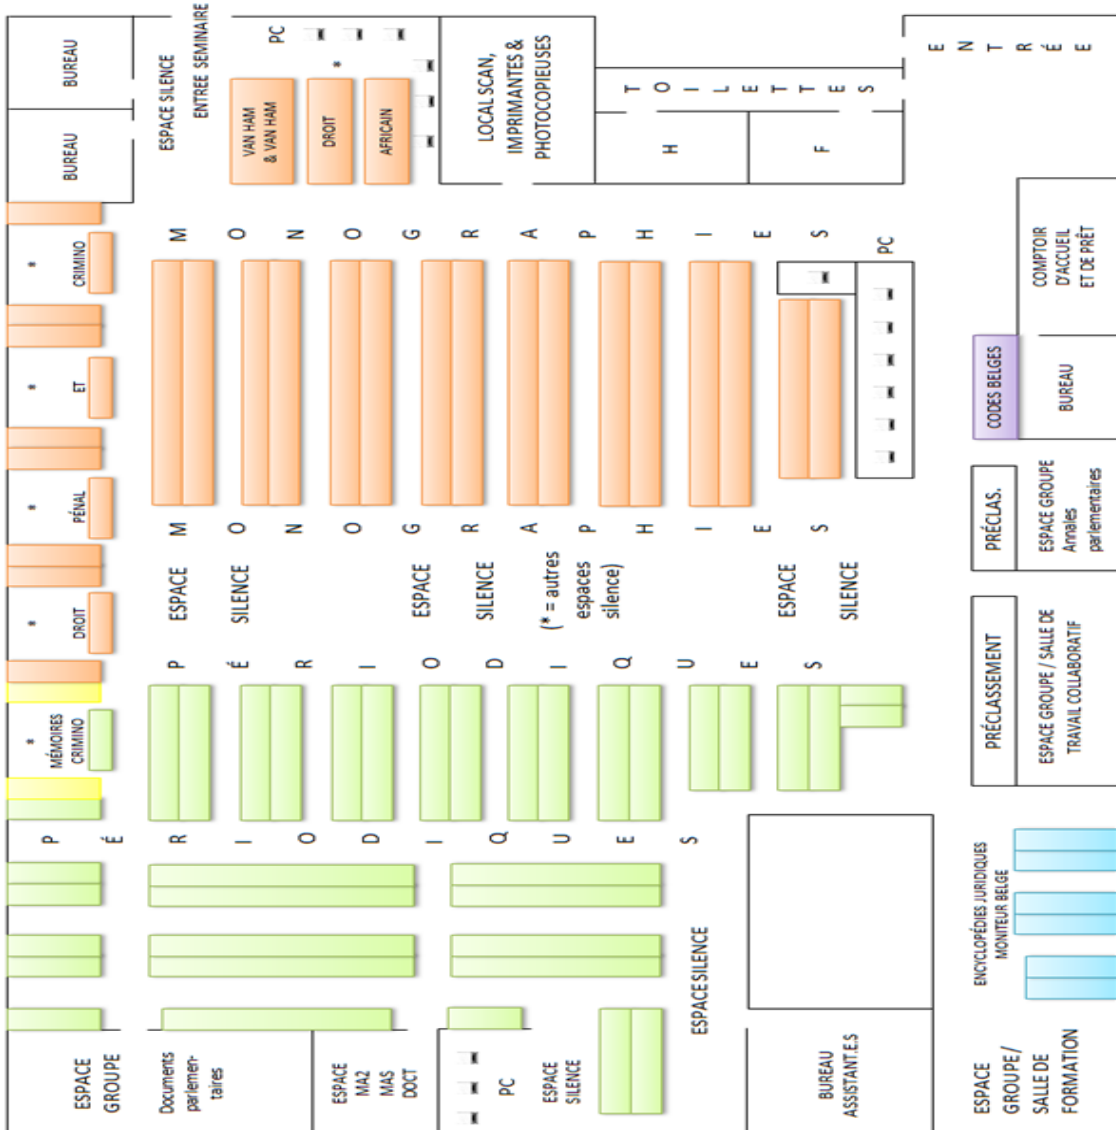 ESPACE
GROUPE
Documents
parlemen-
taires
ESPACE
MA2
MAS
DOCT
PC
ESPACE
SILENCE
ESPACE SILENCE
BUREAU
ASSISTANT.E.S
ESPACE
GROUPE/
SALLE DE
FORMATION
ENCYCLOPÉDIES JURIDIQUES
MONITEUR BELGE
PÉRIODIQUES
*
MÉMOIRES
CRIMINO
PÉRIODIQUES
*
DROIT
*
PÉNAL
*
ET
*
CRIMINO
ESPACE
SILENCE
ESPACE
SILENCE
(* = autres
espaces
silence)
ESPACE
SILENCE
PRÉCLASSEMENT
ESPACE GROUPE / SALLE DE
TRAVAIL COLLABORATIF
PRÉCLAS.
ESPACE GROUPE
Annales
parlementaires
MONOGRAPHIES
MONOGRAPHIES
PC
CODES BELGES
BUREAU
COMPTOIR
D'ACCUEIL
ET DE PRÊT
BUREAU
BUREAU
ESPACE SILENCE
ENTREE SEMINAIRE
VAN HAM
& VAN HAM
DROIT
AFRICAIN
*
PC
LOCAL SCAN,
IMPRIMANTES &
PHOTOCOPIEUSES
TOILETTES
H
F
ENTRÉE